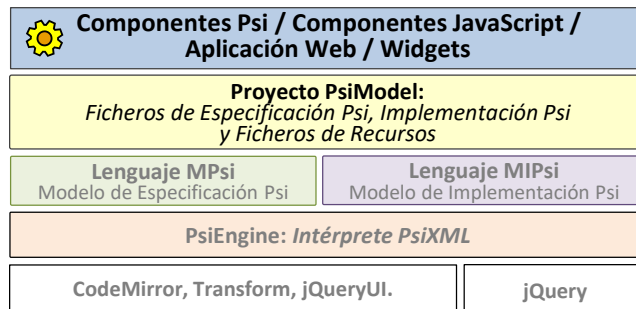 Componentes Psi / Componentes JavaScript /
Aplicación Web / Widgets
Proyecto PsiModel:
Ficheros de Especificación Psi, Implementación Psi
y Ficheros de Recursos
Lenguaje MPsi
Modelo de Especificación Psi
Lenguaje MIPsi
Modelo de Implementación Psi
PsiEngine: Intérprete PsiXML
CodeMirror, Transform, jQueryUI.
jQuery